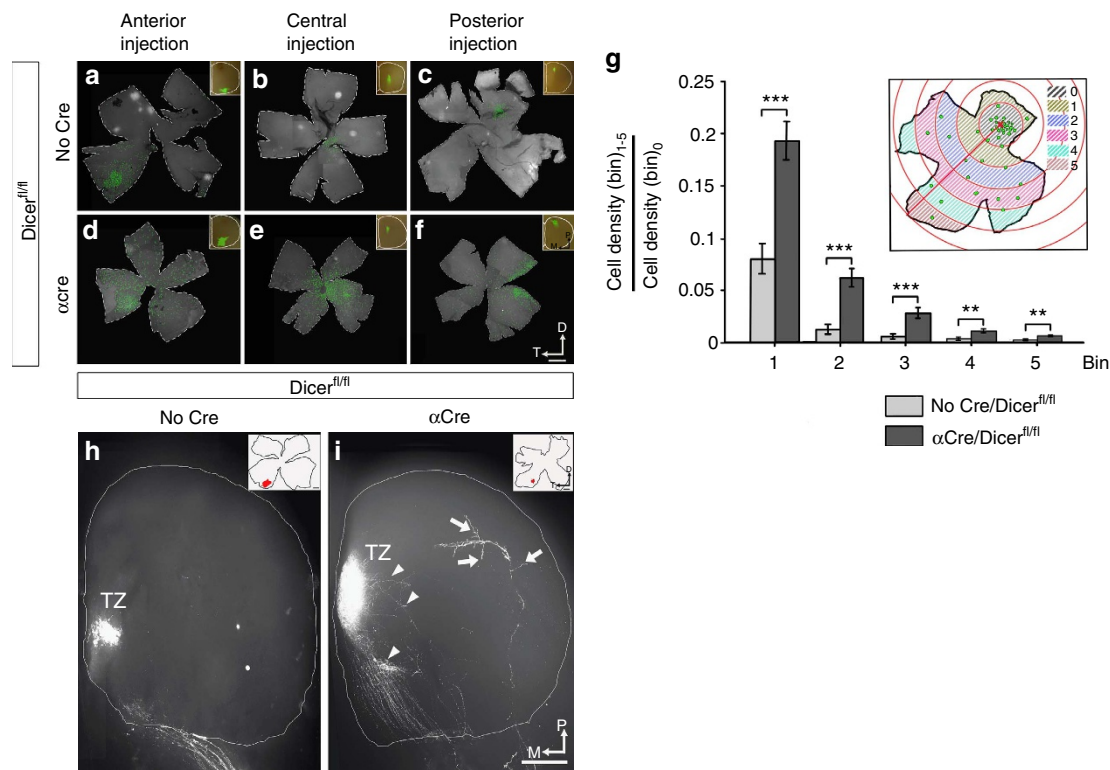 Anterior injection
Central injection
Posterior injection
Dicer^fl/fl
No Cre
αcre
a
b
c
d
e
f
P
M
D
T
g
Cell density (bin)₁₋₅
Cell density (bin)₀
0.25
0.2
0.15
0.1
0.05
0
***
***
***
**
**
1 2 3 4 5 Bin
0
1
2
3
4
5
No Cre/Dicer^fl/fl
αCre/Dicer^fl/fl
Dicer^fl/fl
No Cre
αCre
h
TZ
i
D
T
TZ
P
M